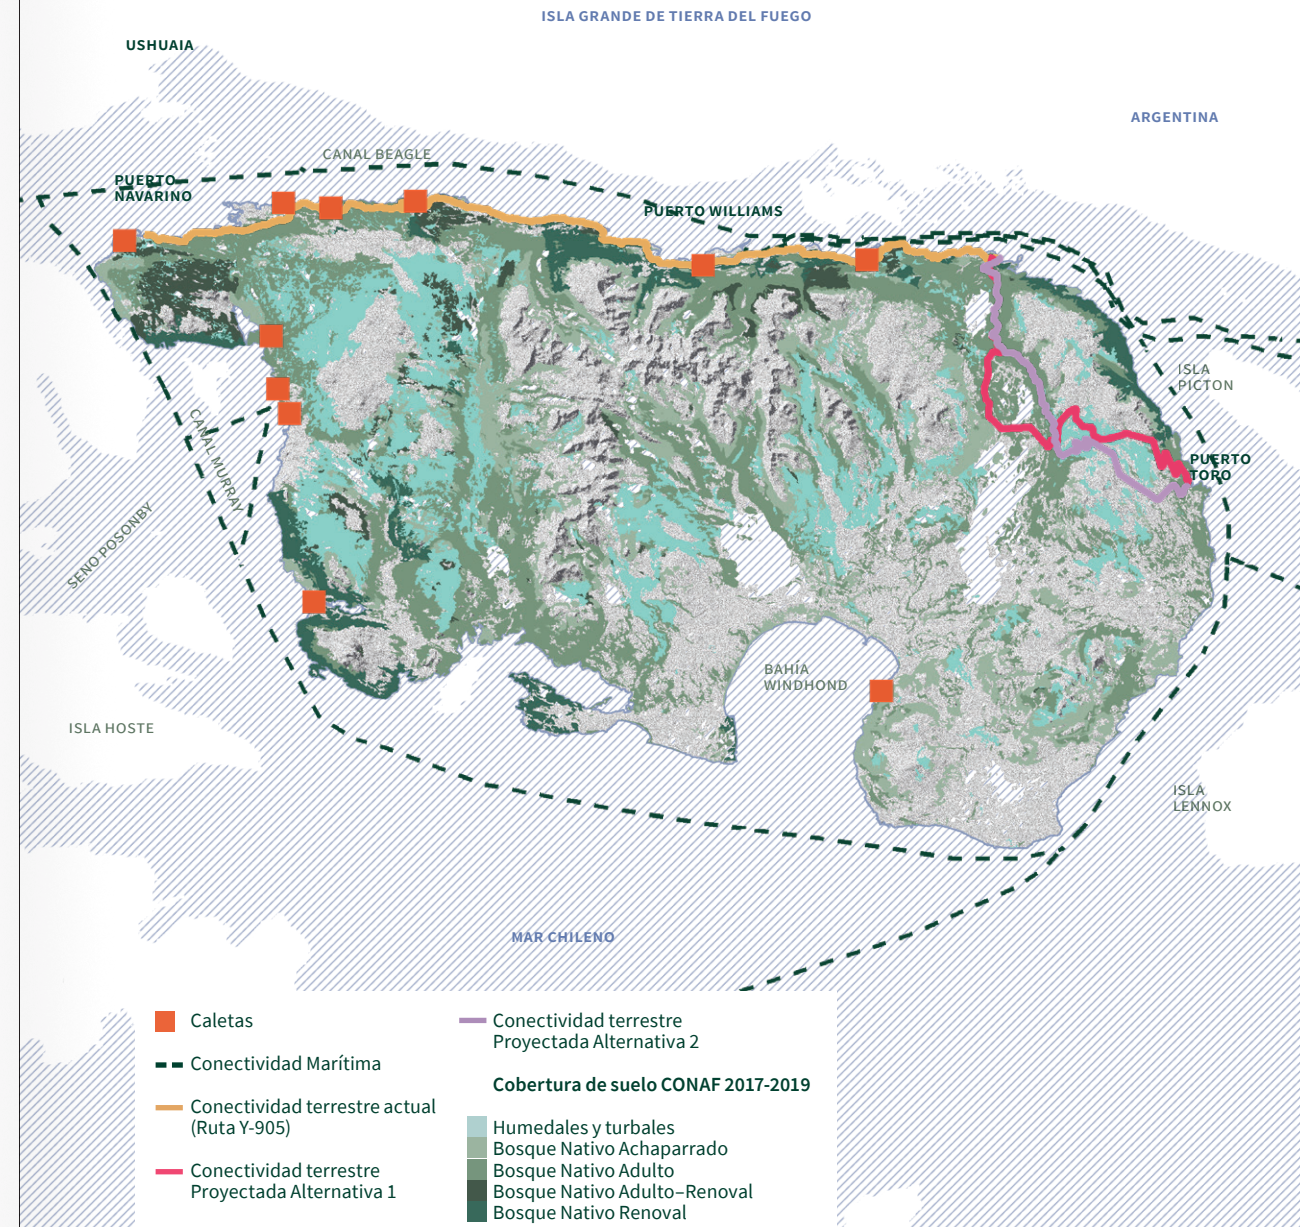 ISLA GRANDE DE TIERRA DEL FUEGO
USHUAIA
ARGENTINA
CANAL BEAGLE
PUERTO
NAVARINO
PUERTO WILLIAMS
ISLA
PICTON
CANAL MURRAY
PUERTO
TORO
SENO POSONBY
BAHÍA
WINDHOND
ISLA HOSTE
ISLA
LENNOX
MAR CHILENO
Caletas
Conectividad Marítima
Conectividad terrestre actual
(Ruta Y-905)
Conectividad terrestre
Proyectada Alternativa 1
Conectividad terrestre
Proyectada Alternativa 2
Cobertura de suelo CONAF 2017-2019
Humedales y turbales
Bosque Nativo Achaparrado
Bosque Nativo Adulto
Bosque Nativo Adulto–Renoval
Bosque Nativo Renoval